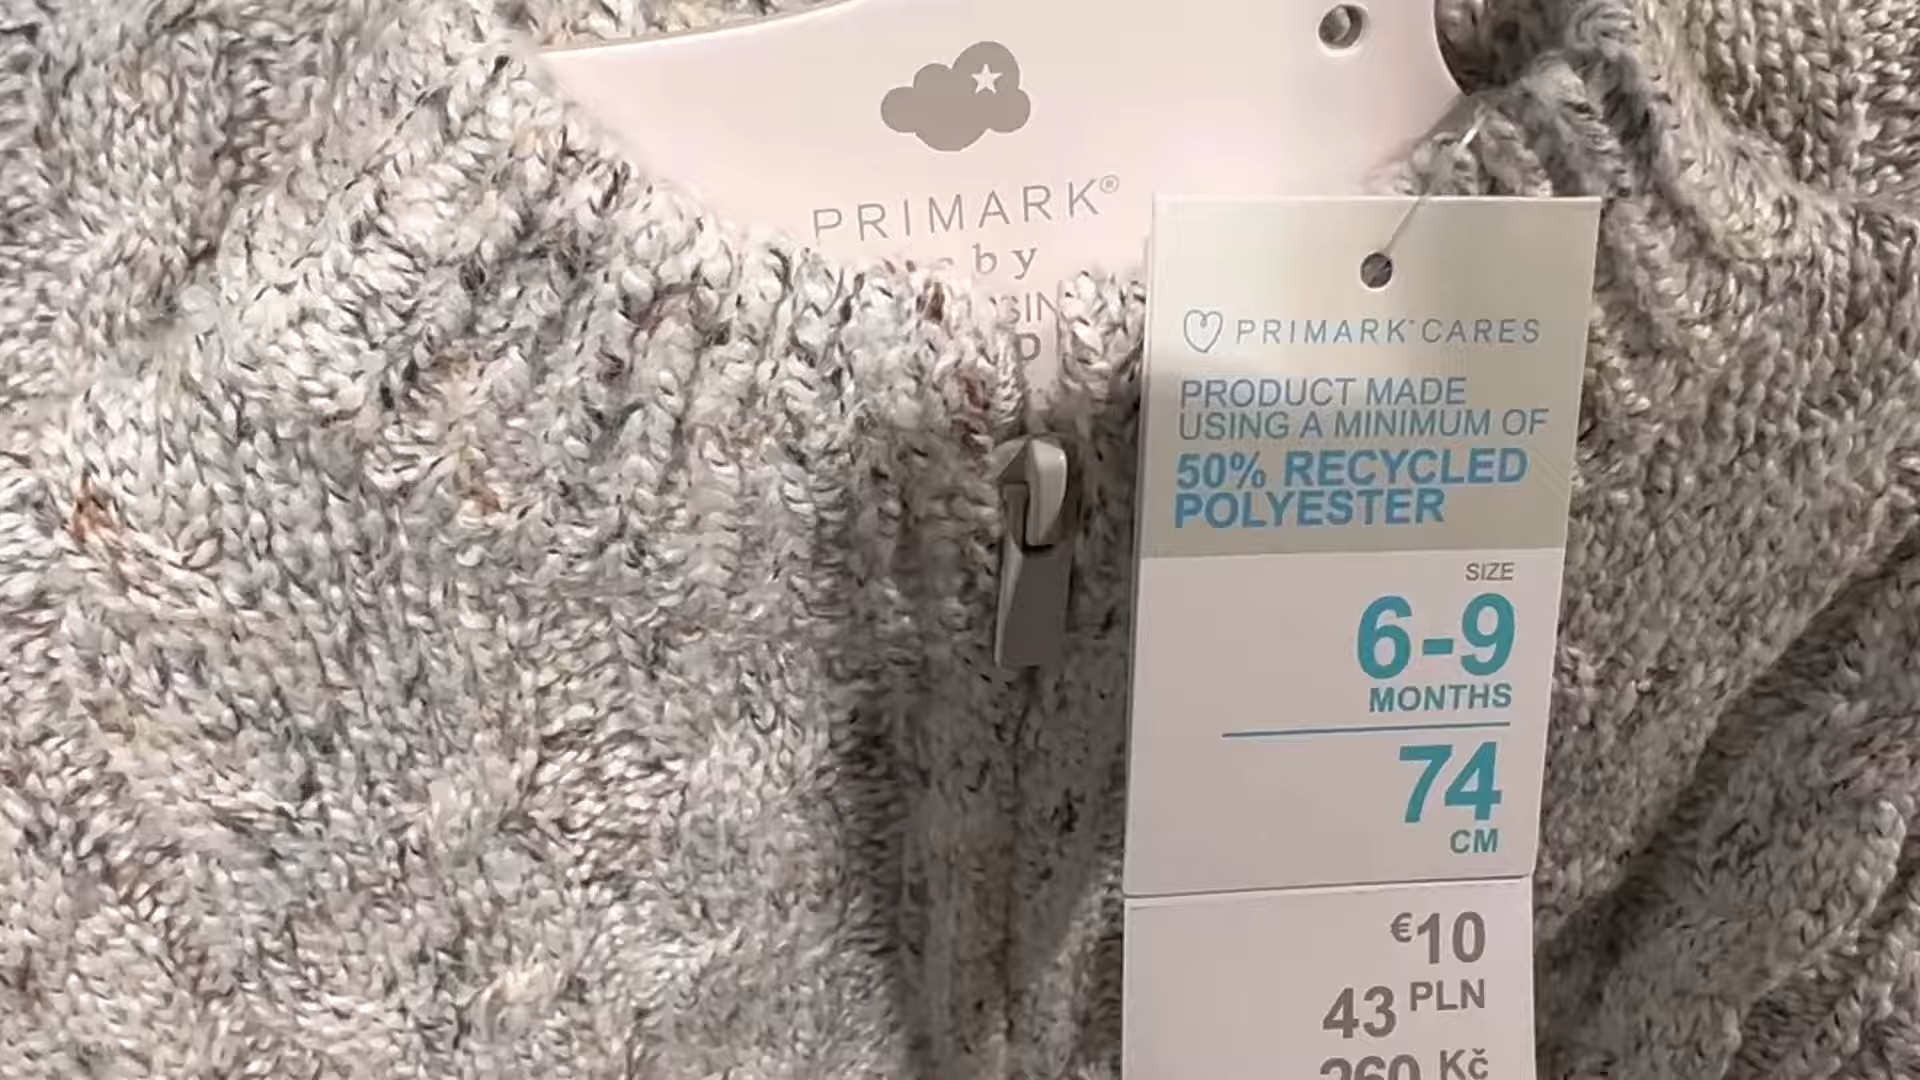 PRIMARK®
by
PRIMARK CARES
PRODUCT MADE
USING A MINIMUM OF
50% RECYCLED
POLYESTER
SIZE
6-9
MONTHS
74
CM
€10
43 PLN
Kč